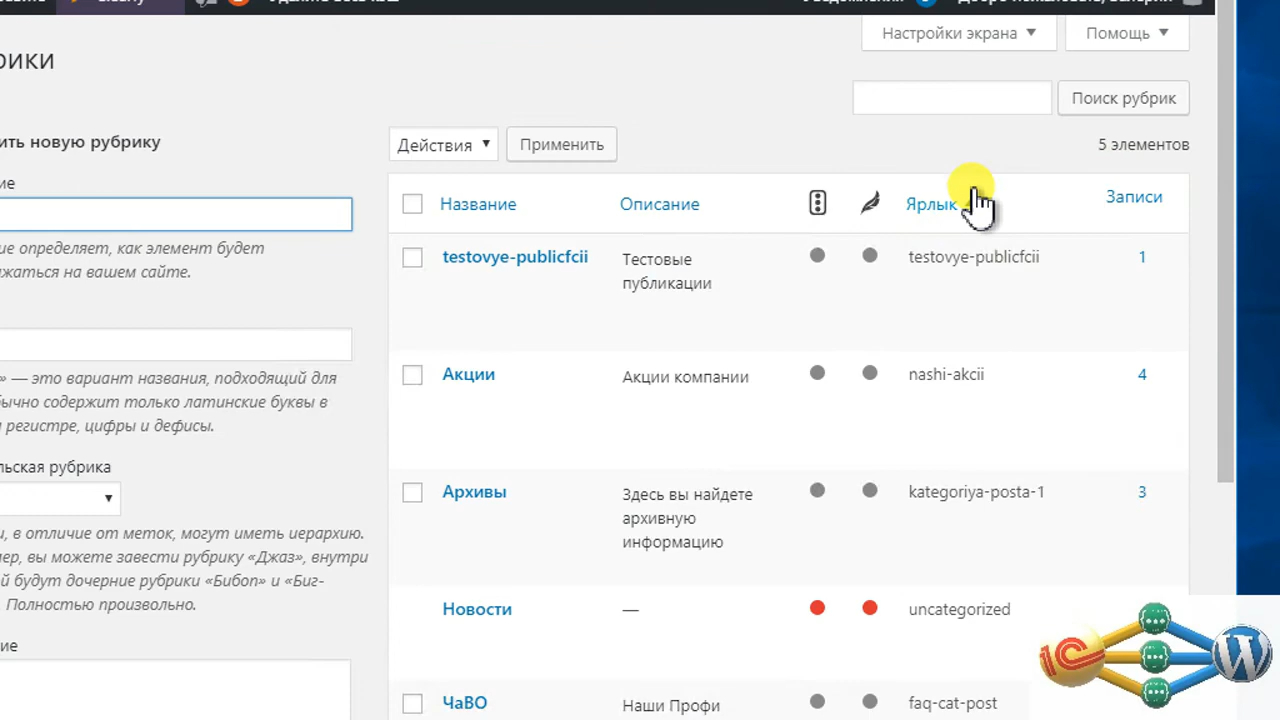 Настройки экрана
Помощь
рики
Поиск рубрик
ить новую рубрику
Действия
Применить
5 элементов
ие
Название
Описание
Ярлык
Записи
ие определяет, как элемент будет
жаться на вашем сайте.
testovye-publicfcii
Тестовые
публикации
testovye-publicfcii
1
» — это вариант названия, подходящий для
бычно содержит только латинские буквы в
регистре, цифры и дефисы.
Акции
Акции компании
nashi-akcii
4
льская рубрика
Архивы
Здесь вы найдете
архивную
информацию
kategoriya-posta-1
3
и, в отличие от меток, могут иметь иерархию.
мер, вы можете завести рубрику «Джаз», внутри
й будут дочерние рубрики «Бибоп» и «Биг-
Полностью произвольно.
Новости
—
uncategorized
ие
ЧаВО
Наши Профи
faq-cat-post
1С
W